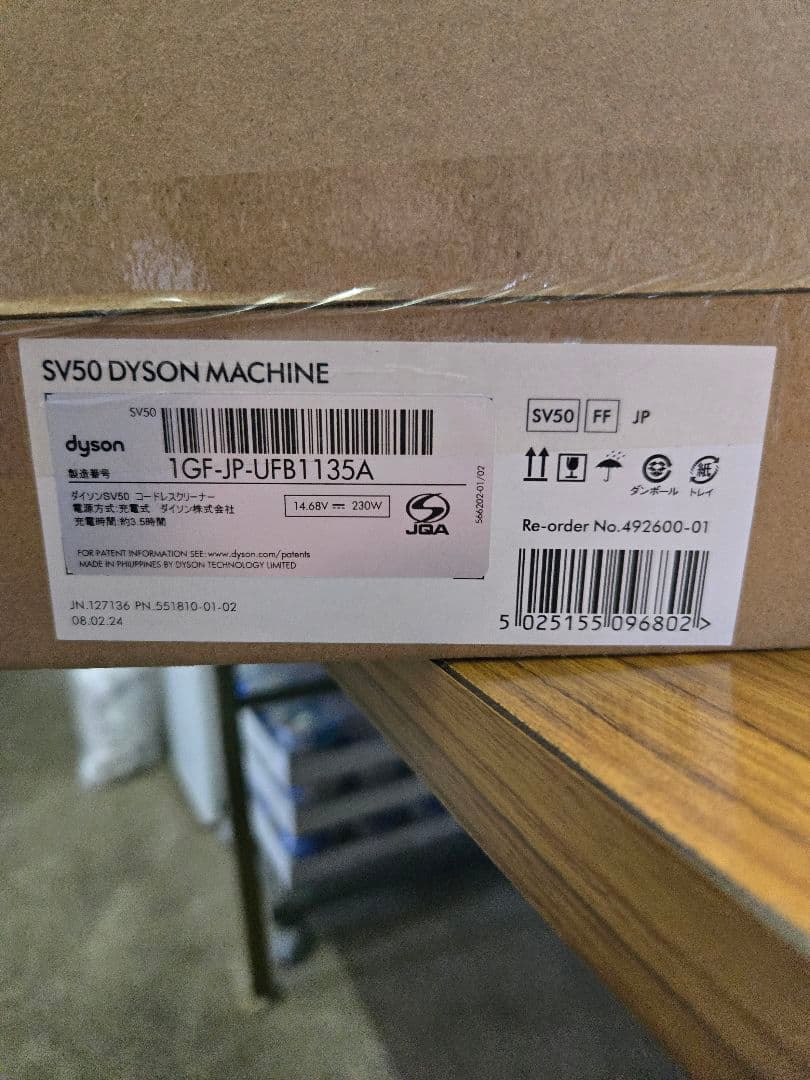 SV50 DYSON MACHINE
SV50
dyson
製造番号
1GF-JP-UFB1135A
ダイソンSV50 コードレスクリーナー
電源方式:充電式 ダイソン株式会社
充電時間:約3.5時間
14.68V ⎓ 230W
JQA
566202-01/02
FOR PATENT INFORMATION SEE: www.dyson.com/patents
MADE IN PHILIPPINES BY DYSON TECHNOLOGY LIMITED
JN.127136 PN.551810-01-02
08.02.24
SV50 FF JP
紙
ダンボール トレイ
Re-order No.492600-01
5 025155 096802 >